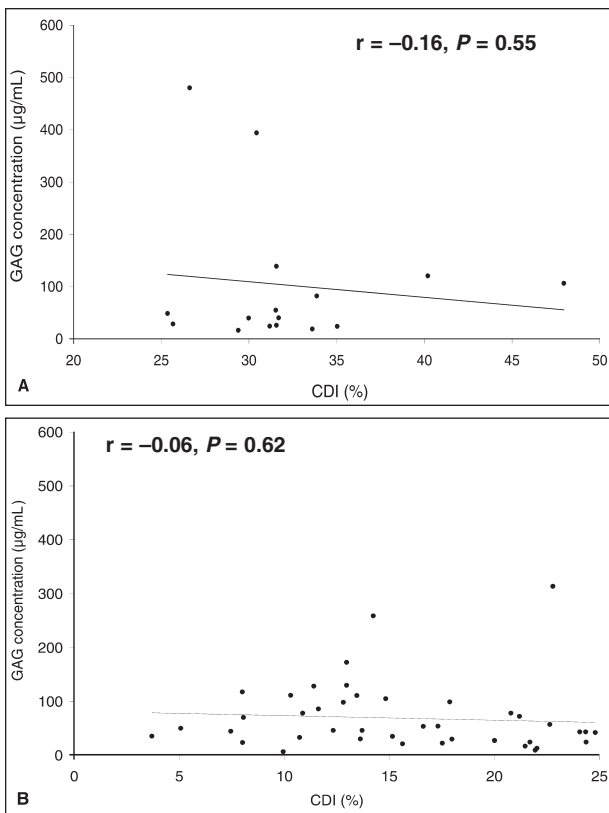 r = –0.16, P = 0.55
GAG concentration (µg/mL)
600
500
400
300
200
100
0
20 25 30 35 40 45 50
CDI (%)
A
r = –0.06, P = 0.62
GAG concentration (µg/mL)
600
500
400
300
200
100
0
0 5 10 15 20 25
CDI (%)
B